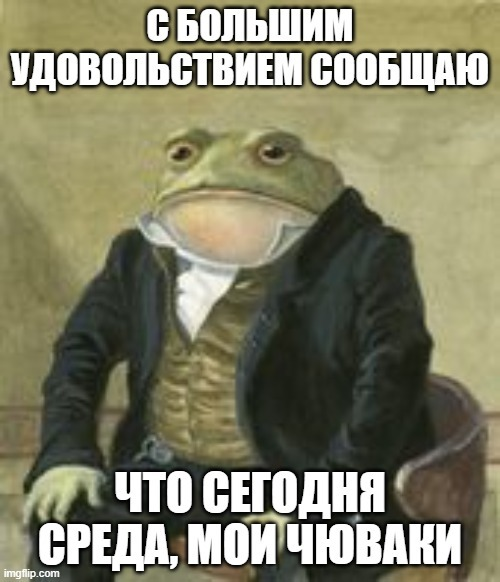 С БОЛЬШИМ
УДОВОЛЬСТВИЕМ СООБЩАЮ
ЧТО СЕГОДНЯ
СРЕДА, МОИ ЧЮВАКИ
imgflip.com